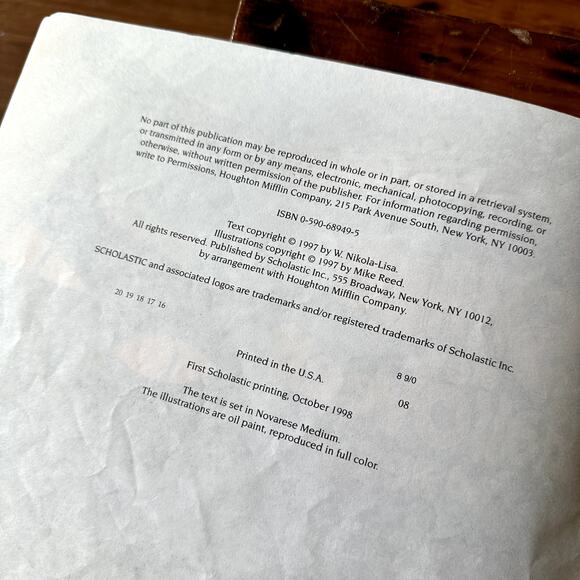 No part of this publication may be reproduced in whole or in part, or stored in a retrieval system,
or transmitted in any form or by any means, electronic, mechanical, photocopying, recording, or
otherwise, without written permission of the publisher. For information regarding permission,
write to Permissions, Houghton Mifflin Company, 215 Park Avenue South, New York, NY 10003.
ISBN 0-590-68949-5
Text copyright © 1997 by W. Nikola-Lisa.
Illustrations copyright © 1997 by Mike Reed.
All rights reserved. Published by Scholastic Inc., 555 Broadway, New York, NY 10012,
by arrangement with Houghton Mifflin Company.
SCHOLASTIC and associated logos are trademarks and/or registered trademarks of Scholastic Inc.
20 19 18 17 16 8 9/0
Printed in the U.S.A. 08
First Scholastic printing, October 1998
The text is set in Novarese Medium.
The illustrations are oil paint, reproduced in full color.